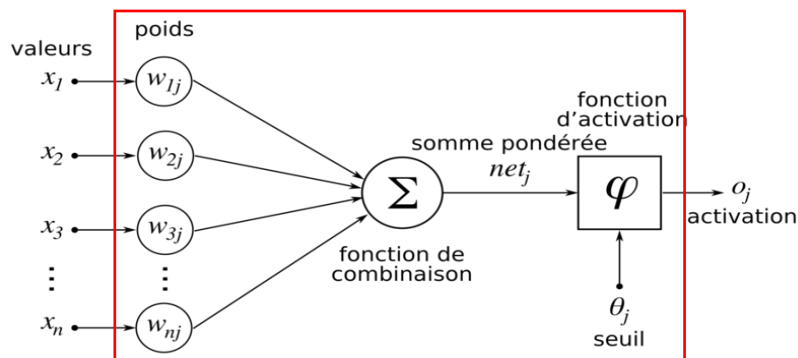 poids
valeurs
x₁
w₁ⱼ
x₂
w₂ⱼ
x₃
w₃ⱼ
⋮
⋮
xₙ
wₙⱼ
Σ
fonction de
combinaison
somme pondérée
netⱼ
fonction
d'activation
φ
θⱼ
seuil
oⱼ
activation